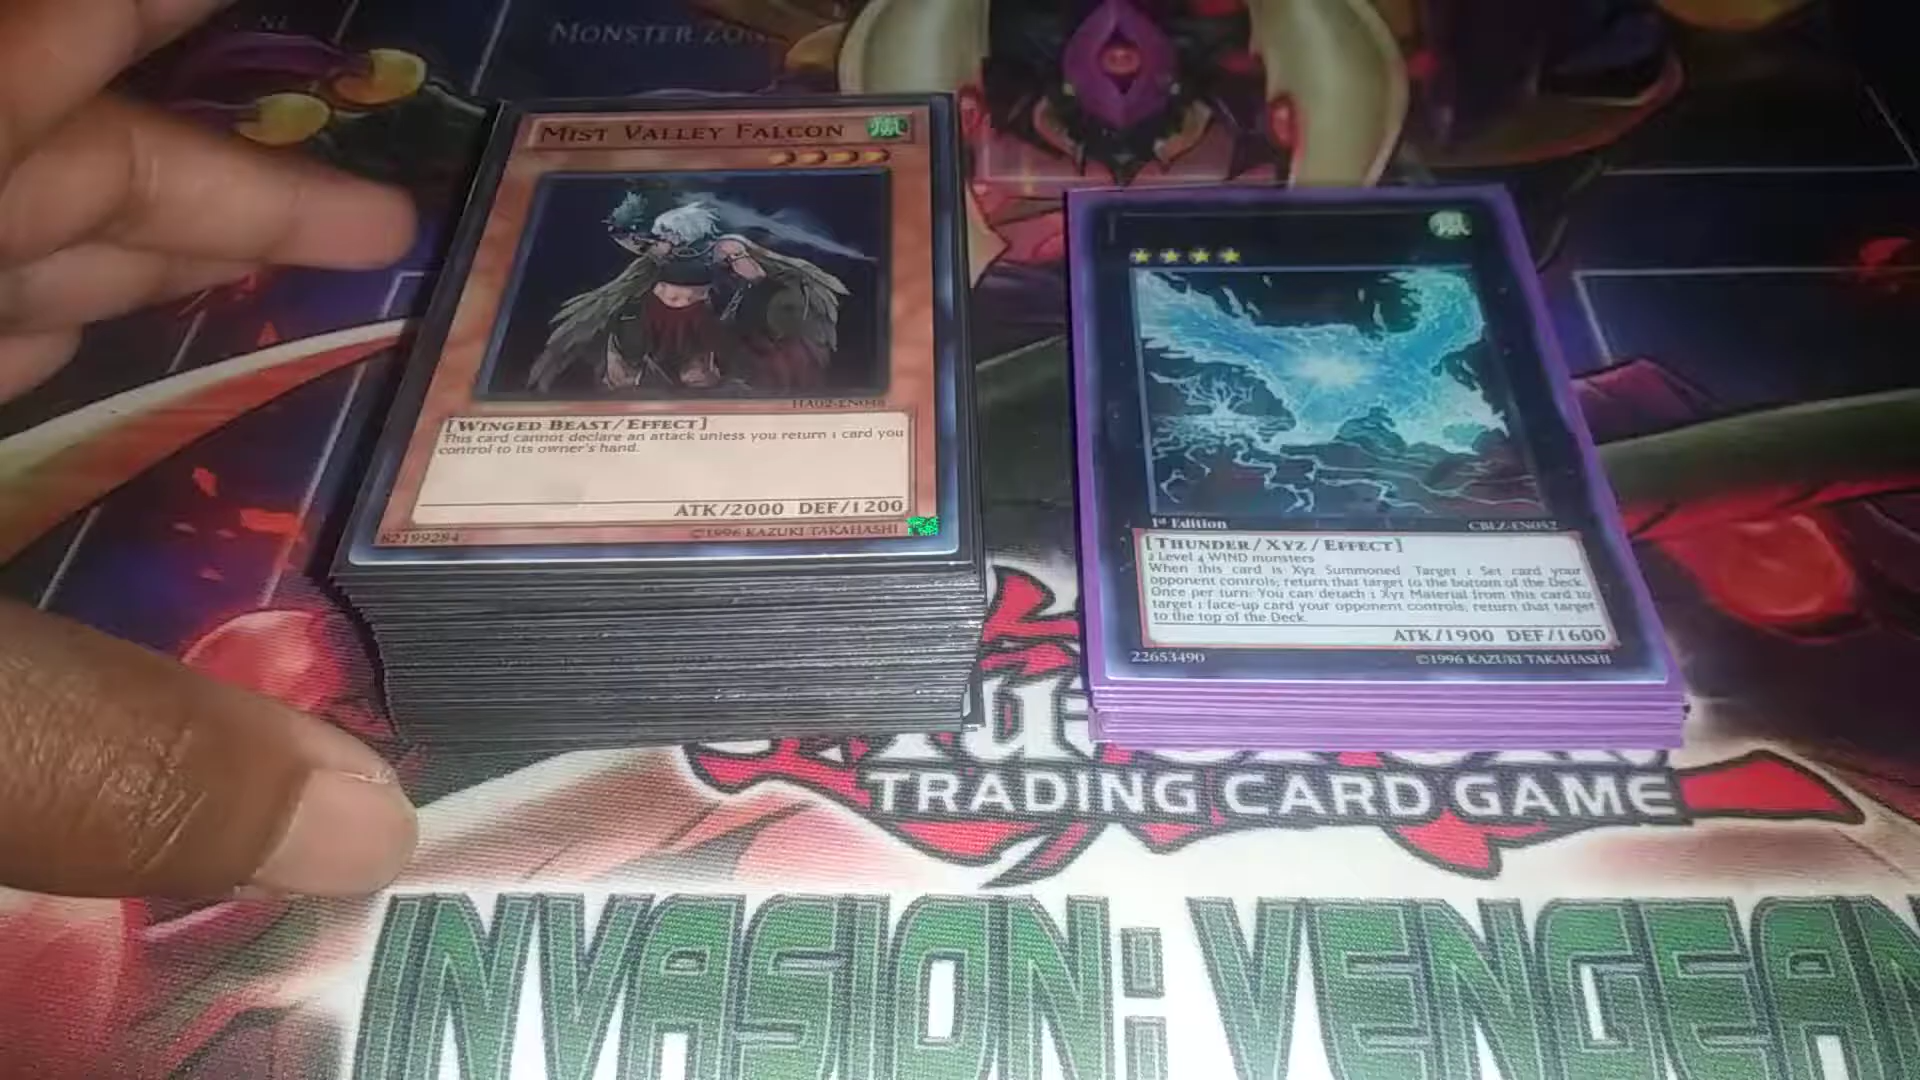 MONSTER ZON
MIST VALLEY FALCON
HA02-EN048
[WINGED BEAST/EFFECT]
This card cannot declare an attack unless you return 1 card you
control to its owner's hand.
ATK/2000 DEF/1200
82199284
©1996 KAZUKI TAKAHASHI
1st Edition
CBLZ-EN052
[THUNDER/XYZ/EFFECT]
2 Level 4 WIND monsters
When this card is Xyz Summoned: Target 1 Set card your
opponent controls; return that target to the bottom of the Deck.
Once per turn: You can detach 1 Xyz Material from this card to
target 1 face-up card your opponent controls; return that target
to the top of the Deck.
ATK/1900 DEF/1600
22653490
©1996 KAZUKI TAKAHASHI
TRADING CARD GAME
INVASION: VENGEAN